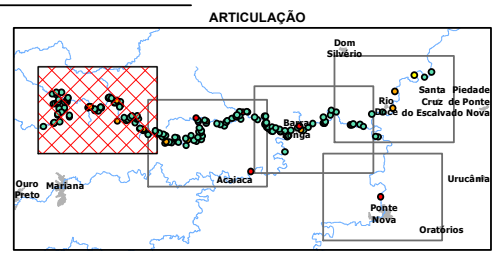 ARTICULAÇÃO
Dom
Silvério
Santa
Cruz de
Escalvado
Piedade
de Ponte
Nova
Rio
Doce
Barra
Longa
Acaiaca
Urucânia
Ouro
Preto
Mariana
Ponte
Nova
Oratórios